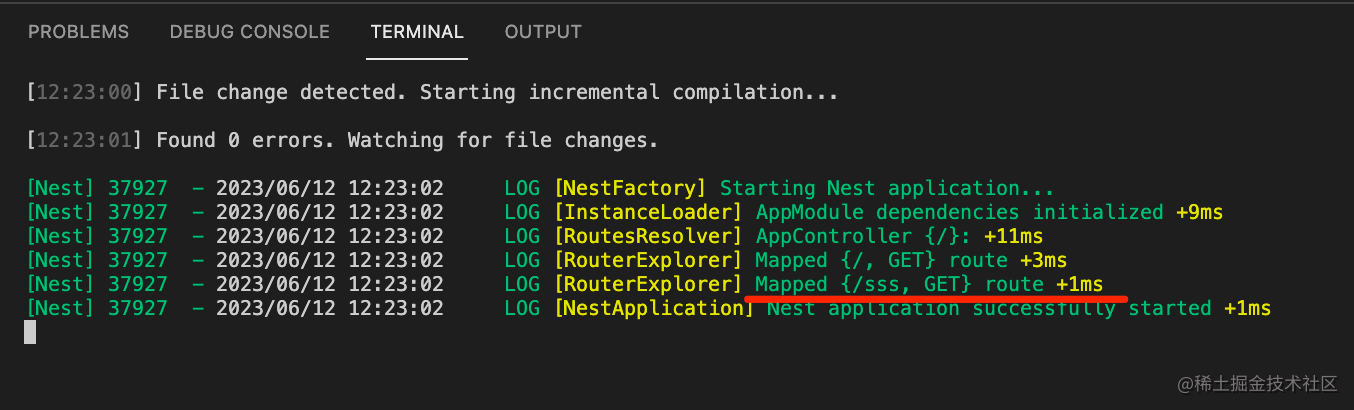 PROBLEMS DEBUG CONSOLE TERMINAL OUTPUT
[12:23:00] File change detected. Starting incremental compilation...
[12:23:01] Found 0 errors. Watching for file changes.
[Nest] 37927  - 2023/06/12 12:23:02     LOG [NestFactory] Starting Nest application...
[Nest] 37927  - 2023/06/12 12:23:02     LOG [InstanceLoader] AppModule dependencies initialized +9ms
[Nest] 37927  - 2023/06/12 12:23:02     LOG [RoutesResolver] AppController {/}: +11ms
[Nest] 37927  - 2023/06/12 12:23:02     LOG [RouterExplorer] Mapped {/, GET} route +3ms
[Nest] 37927  - 2023/06/12 12:23:02     LOG [RouterExplorer] Mapped {/sss, GET} route +1ms
[Nest] 37927  - 2023/06/12 12:23:02     LOG [NestApplication] Nest application successfully started +1ms
@稀土掘金技术社区